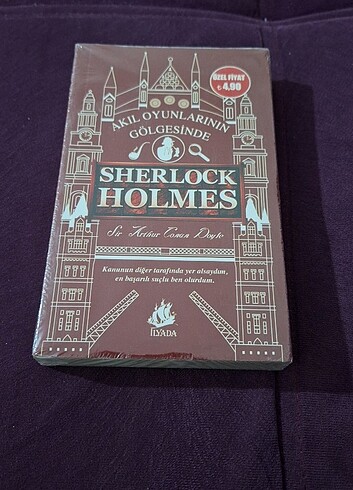 ÖZEL FİYAT
₺4.90
AKIL OYUNLARININ
GÖLGESİNDE
SHERLOCK
HOLMES
Sir Arthur Conan Doyle
Kanunun diğer tarafında yer alsaydım,
en başarılı suçlu ben olurdum.
İLYADA